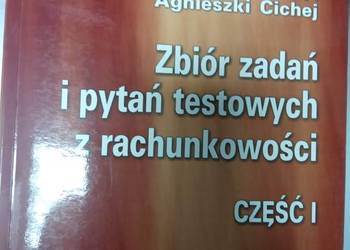 Agnieszki Cichej
Zbiór zadań
i pytań testowych
z rachunkowości
CZĘŚĆ I